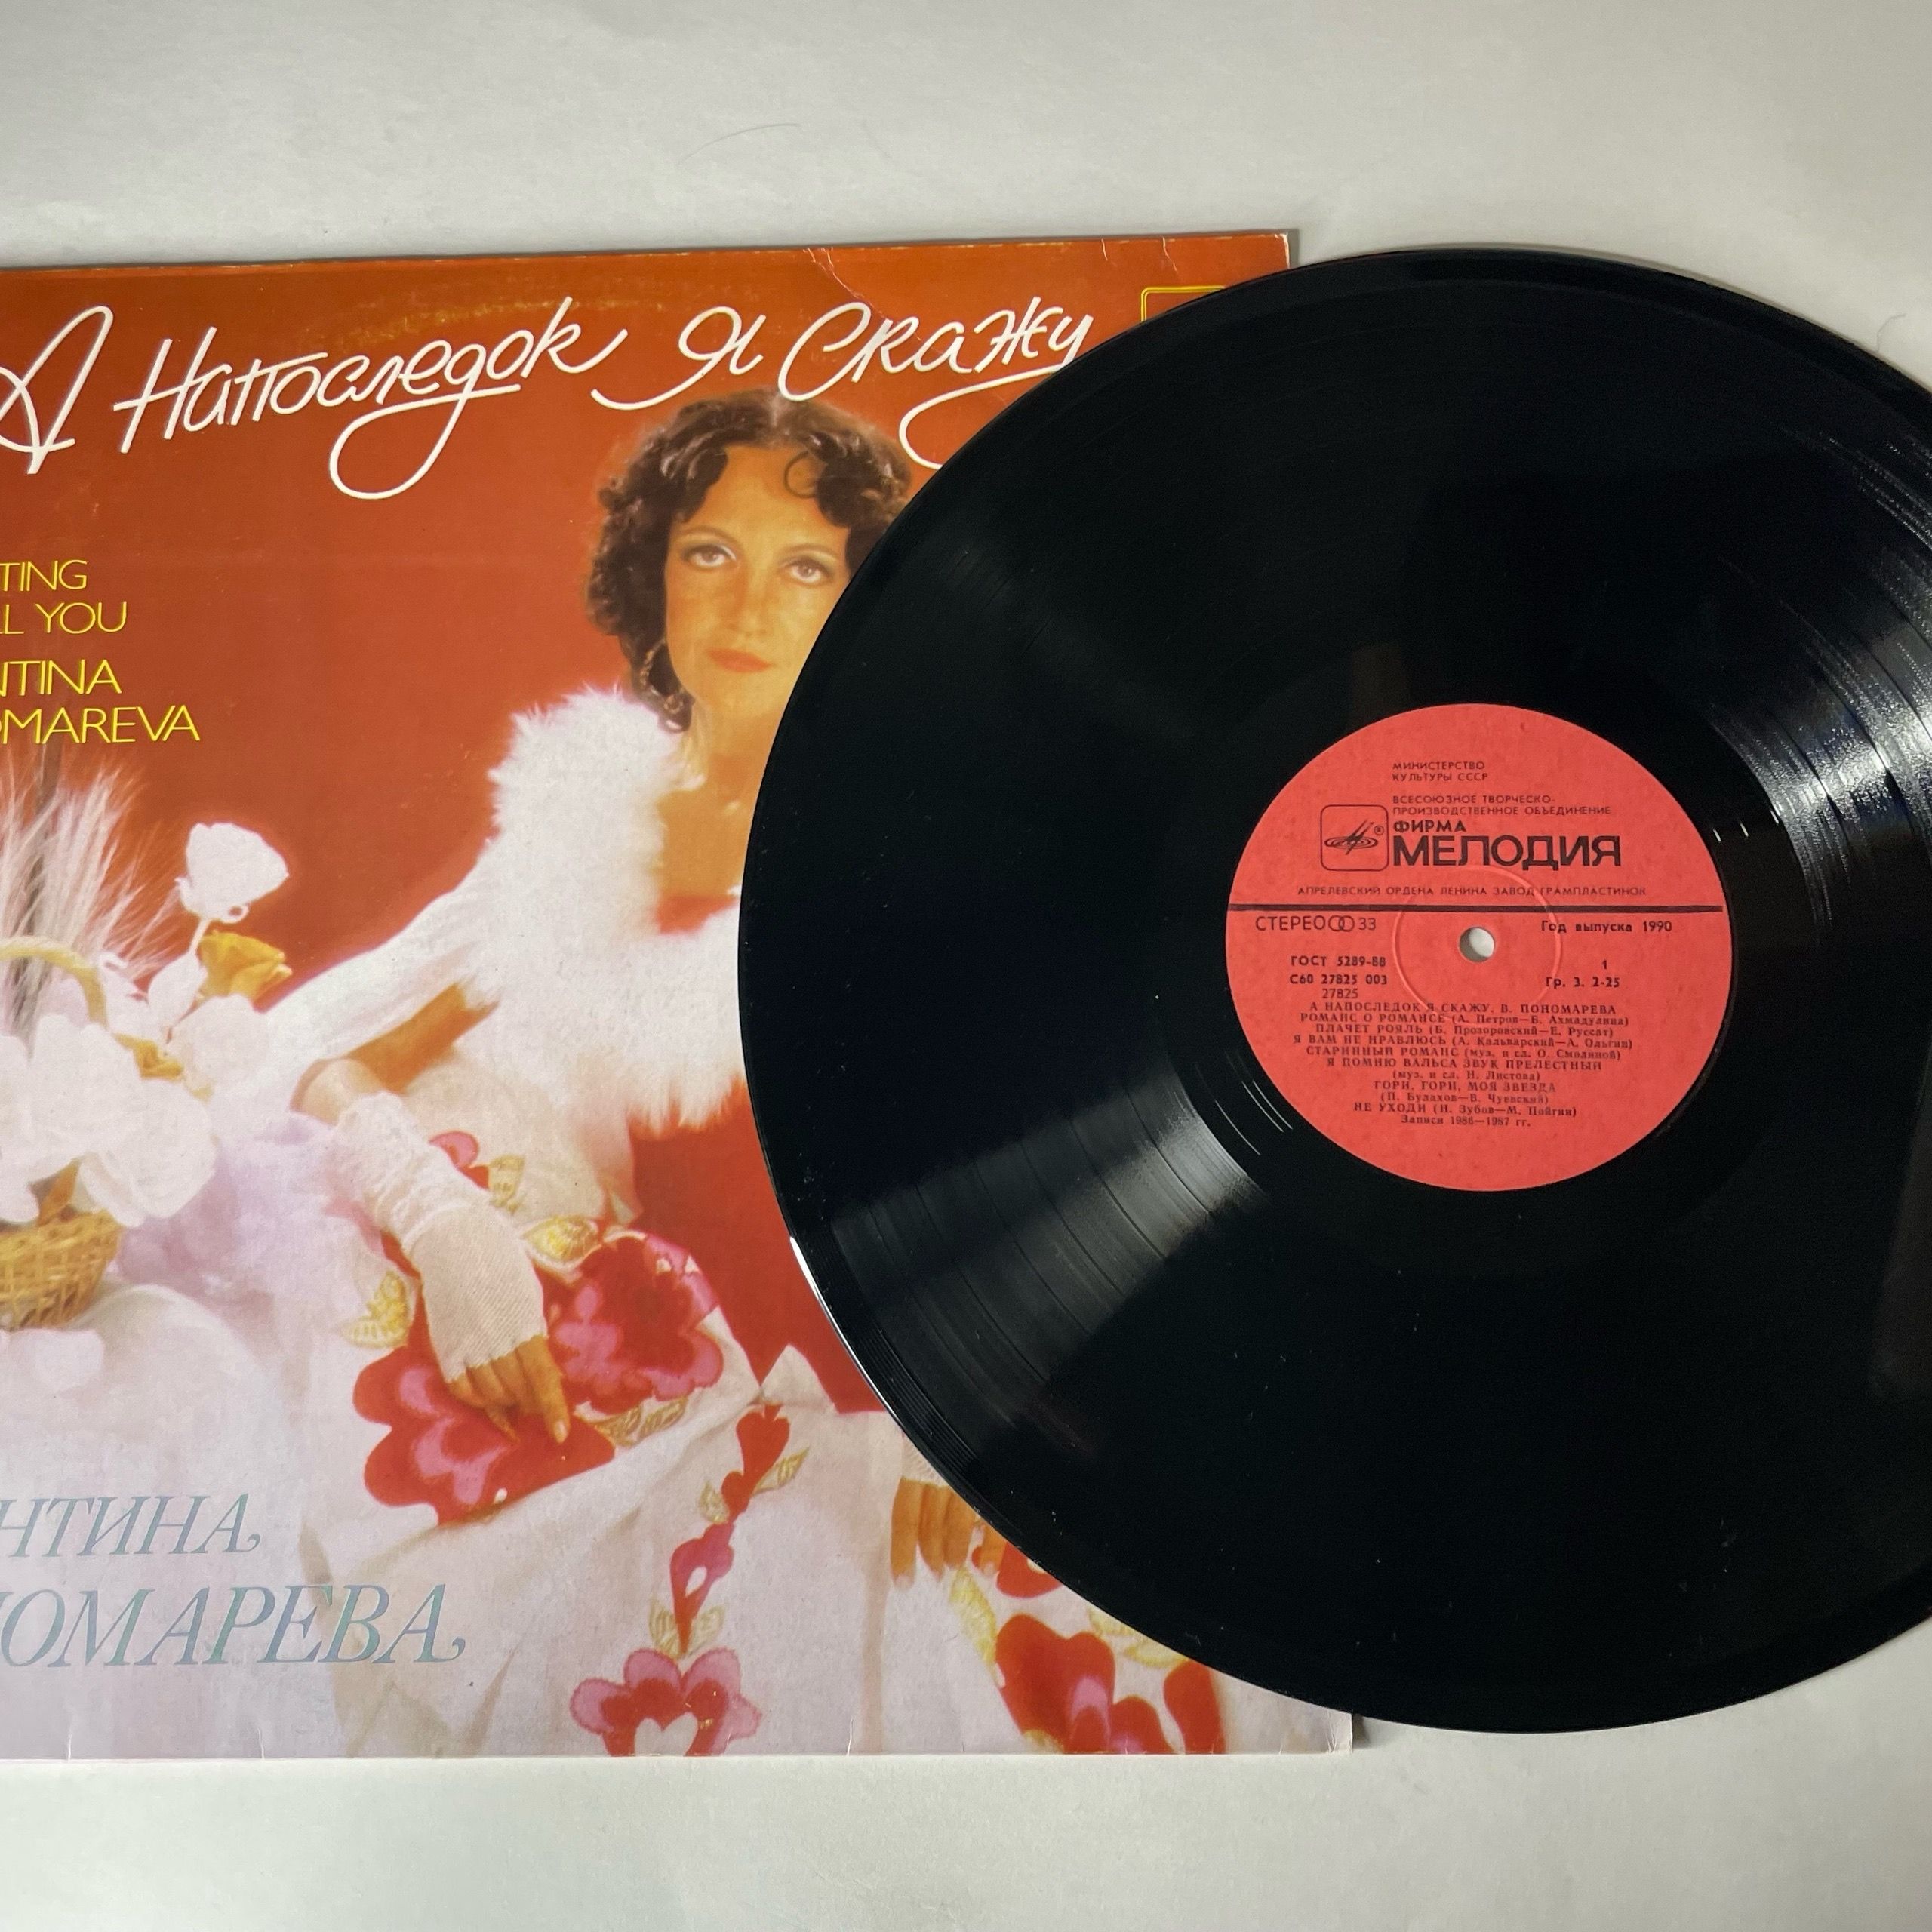 А Напоследок я Скажу
TING
LL YOU
NTINA
OMAREVA
НТИНА
НОМАРЕВА
МИНИСТЕРСТВО
КУЛЬТУРЫ СССР
ВСЕСОЮЗНОЕ ТВОРЧЕСКО-
ПРОИЗВОДСТВЕННОЕ ОБЪЕДИНЕНИЕ
® ФИРМА
МЕЛОДИЯ
АПРЕЛЕВСКИЙ ОРДЕНА ЛЕНИНА ЗАВОД ГРАМПЛАСТИНОК
СТЕРЕО 33 Год выпуска 1990
ГОСТ 5289-88 1
С60 27825 003 Гр. 3. 2-25
27825
А НАПОСЛЕДОК Я СКАЖУ. В. ПОНОМАРЕВА
РОМАНС О РОМАНСЕ (А. Петров—Б. Ахмадулина)
ПЛАЧЕТ РОЯЛЬ (Б. Прозоровский—Е. Руссат)
Я ВАМ НЕ НРАВЛЮСЬ (А. Кальварский—А. Ольгин)
СТАРИННЫЙ РОМАНС (муз. и сл. О. Смолиной)
Я ПОМНЮ ВАЛЬСА ЗВУК ПРЕЛЕСТНЫЙ
(муз. и сл. Н. Листова)
ГОРИ, ГОРИ, МОЯ ЗВЕЗДА
(П. Булахов—В. Чуевский)
НЕ УХОДИ (Н. Зубов—М. Пойгин)
Записи 1986—1987 гг.